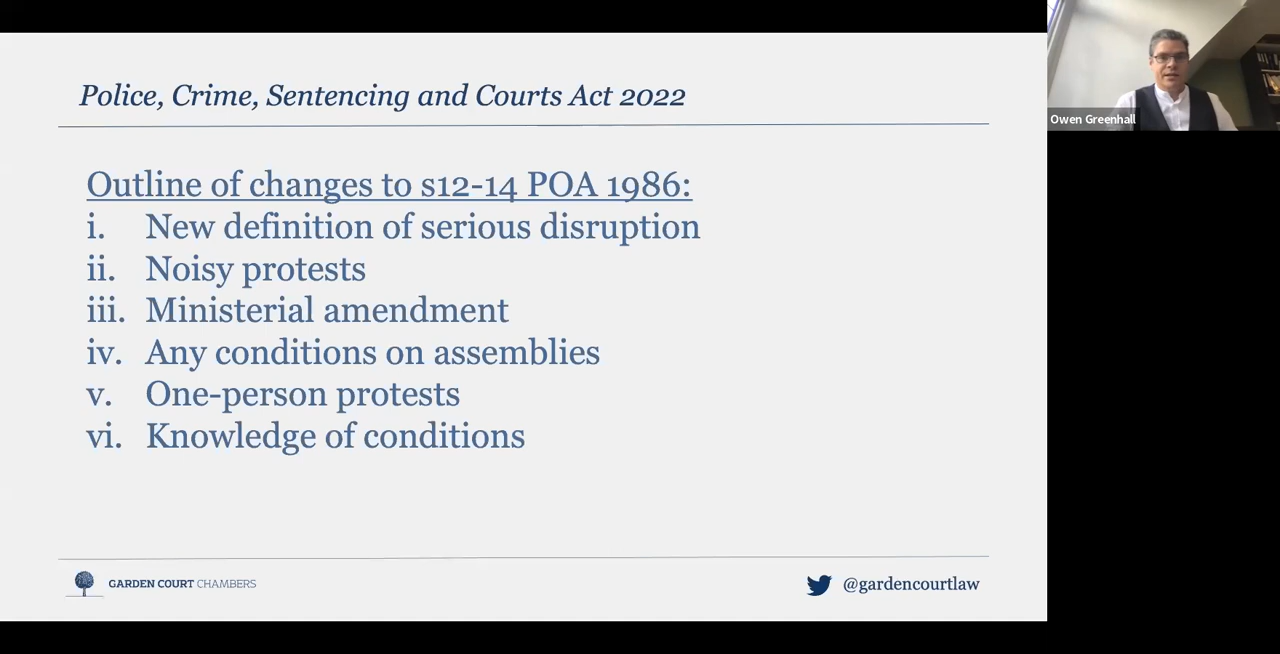 Police, Crime, Sentencing and Courts Act 2022
Owen Greenhall
Outline of changes to s12-14 POA 1986:
i. New definition of serious disruption
ii. Noisy protests
iii. Ministerial amendment
iv. Any conditions on assemblies
v. One-person protests
vi. Knowledge of conditions
GARDEN COURT CHAMBERS
@gardencourtlaw